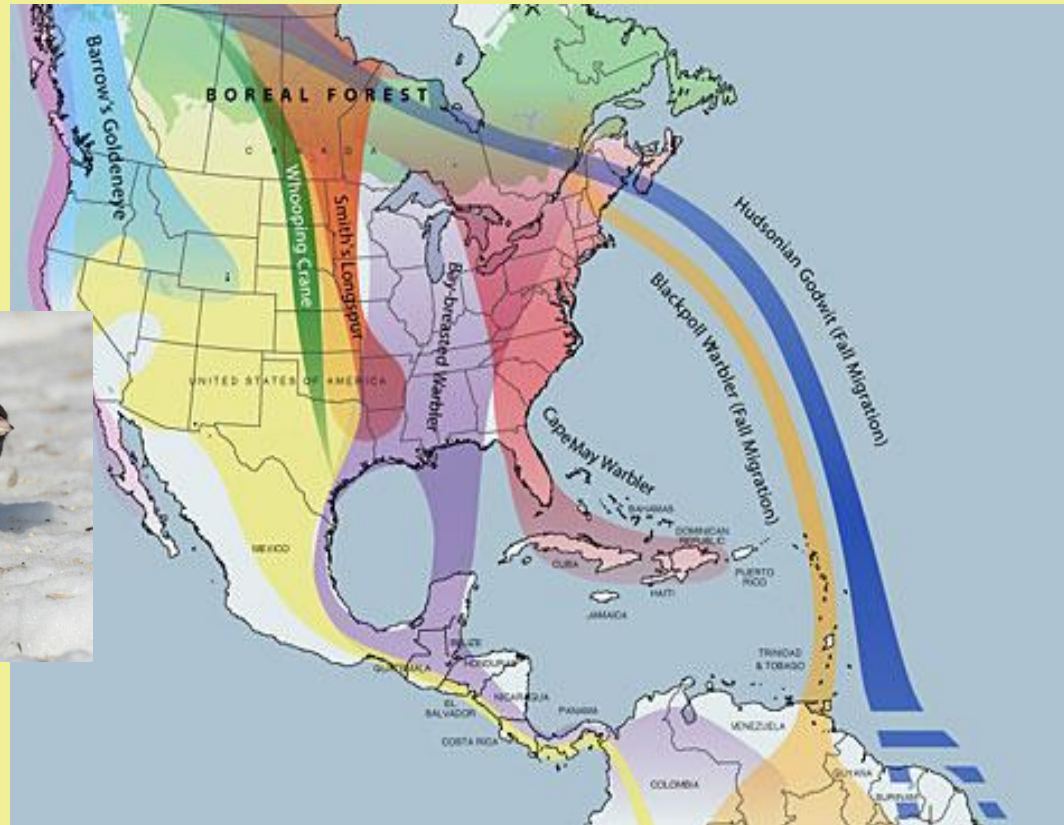 Barrow's Goldeneye
BOREAL FOREST
CANADA
Whooping Crane
Smith's Longspur
Bay-breasted Warbler
Hudsonian Godwit (Fall Migration)
Blackpoll Warbler (Fall Migration)
UNITED STATES OF AMERICA
CapeMay Warbler
BAHAMAS
DOMINICAN
REPUBLIC
MEXICO
CUBA
PUERTO
RICO
HAITI
JAMAICA
BELIZE
GUATEMALA
HONDURAS
TRINIDAD
& TOBAGO
NICARAGUA
EL
SALVADOR
PANAMA
COSTA RICA
VENEZUELA
GUYANA
COLOMBIA
SURINAM